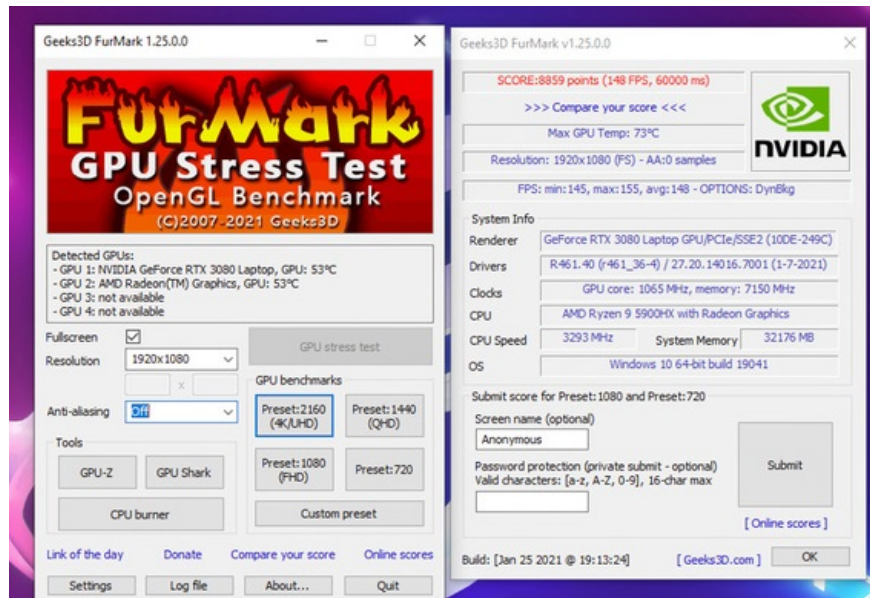 Geeks3D FurMark 1.25.0.0
FurMark
GPU Stress Test
OpenGL Benchmark
(C)2007-2021 Geeks3D
Detected GPUs:
- GPU 1: NVIDIA GeForce RTX 3080 Laptop, GPU: 53°C
- GPU 2: AMD Radeon(TM) Graphics, GPU: 53°C
- GPU 3: not available
- GPU 4: not available
Fullscreen
Resolution
1920x1080
x
GPU stress test
Anti-aliasing
Off
GPU benchmarks
Preset:2160
(4K/UHD)
Preset:1440
(QHD)
Preset:1080
(FHD)
Preset:720
Custom preset
Tools
GPU-Z
GPU Shark
CPU burner
Link of the day
Donate
Compare your score
Online scores
Settings
Log file
About...
Quit
Geeks3D FurMark v1.25.0.0
SCORE:8859 points (148 FPS, 60000 ms)
>>> Compare your score <<<
Max GPU Temp: 73°C
Resolution: 1920x1080 (FS) - AA:0 samples
FPS: min:145, max:155, avg:148 - OPTIONS: DynBkg
NVIDIA
System Info
Renderer
GeForce RTX 3080 Laptop GPU/PCIe/SSE2 (10DE-249C)
Drivers
R461.40 (r461_36-4) / 27.20.14016.7001 (1-7-2021)
Clocks
GPU core: 1065 MHz, memory: 7150 MHz
CPU
AMD Ryzen 9 5900HX with Radeon Graphics
CPU Speed
3293 MHz
System Memory
32176 MB
OS
Windows 10 64-bit build 19041
Submit score for Preset:1080 and Preset:720
Screen name (optional)
Anonymous
Password protection (private submit - optional)
Valid characters: [a-z, A-Z, 0-9], 16-char max
Submit
[ Online scores ]
Build: [Jan 25 2021 @ 19:13:24]
[ Geeks3D.com ]
OK